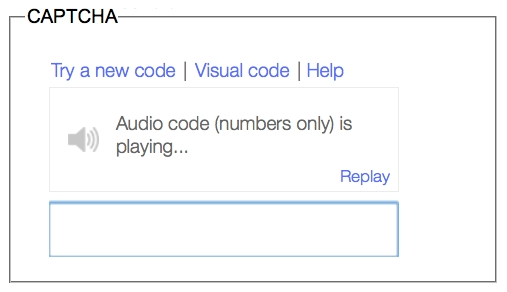 CAPTCHA
Try a new code | Visual code | Help
Audio code (numbers only) is
playing...
Replay